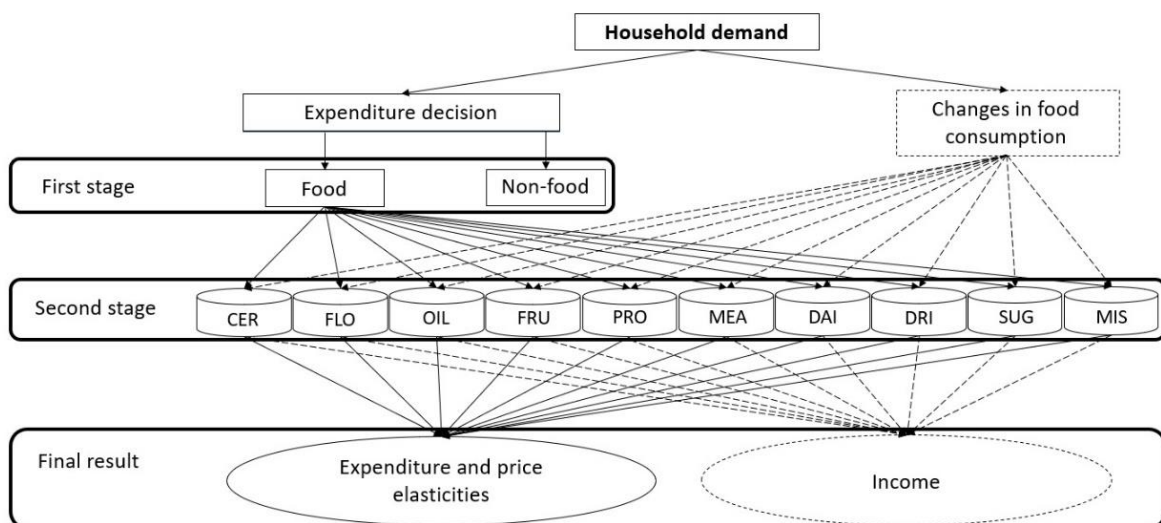 Household demand
Expenditure decision
Changes in food
consumption
First stage
Food
Non-food
Second stage
CER
FLO
OIL
FRU
PRO
MEA
DAI
DRI
SUG
MIS
Final result
Expenditure and price
elasticities
Income